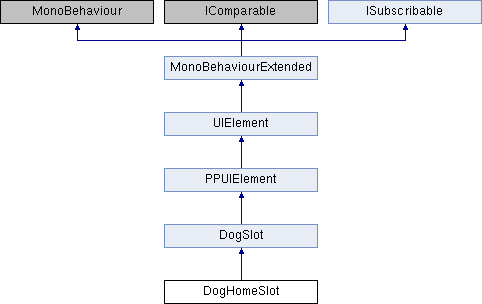 MonoBehaviour
IComparable
ISubscribable
MonoBehaviourExtended
UIElement
PPUIElement
DogSlot
DogHomeSlot